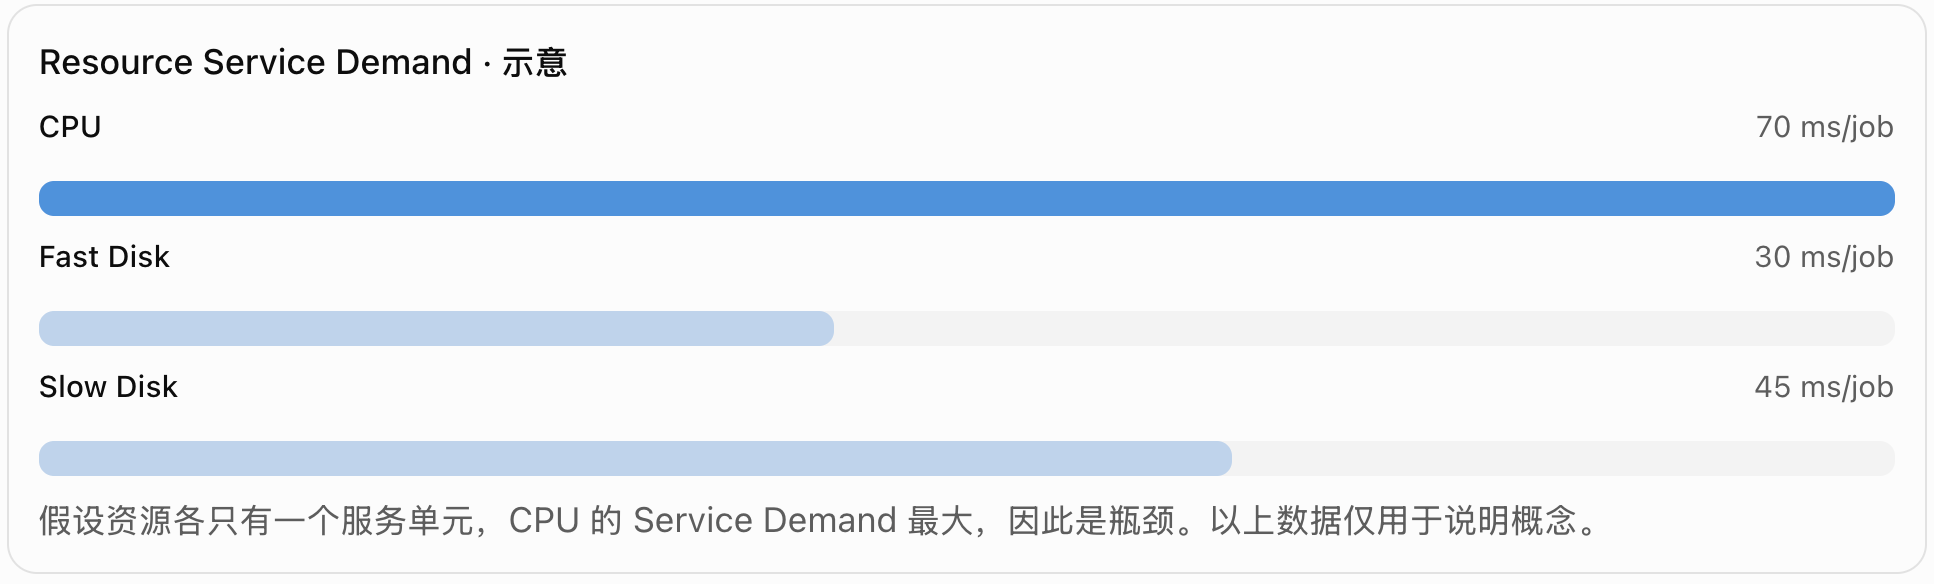 Resource Service Demand · 示意
CPU 70 ms/job
Fast Disk 30 ms/job
Slow Disk 45 ms/job
假设资源各只有一个服务单元，CPU 的 Service Demand 最大，因此是瓶颈。以上数据仅用于说明概念。